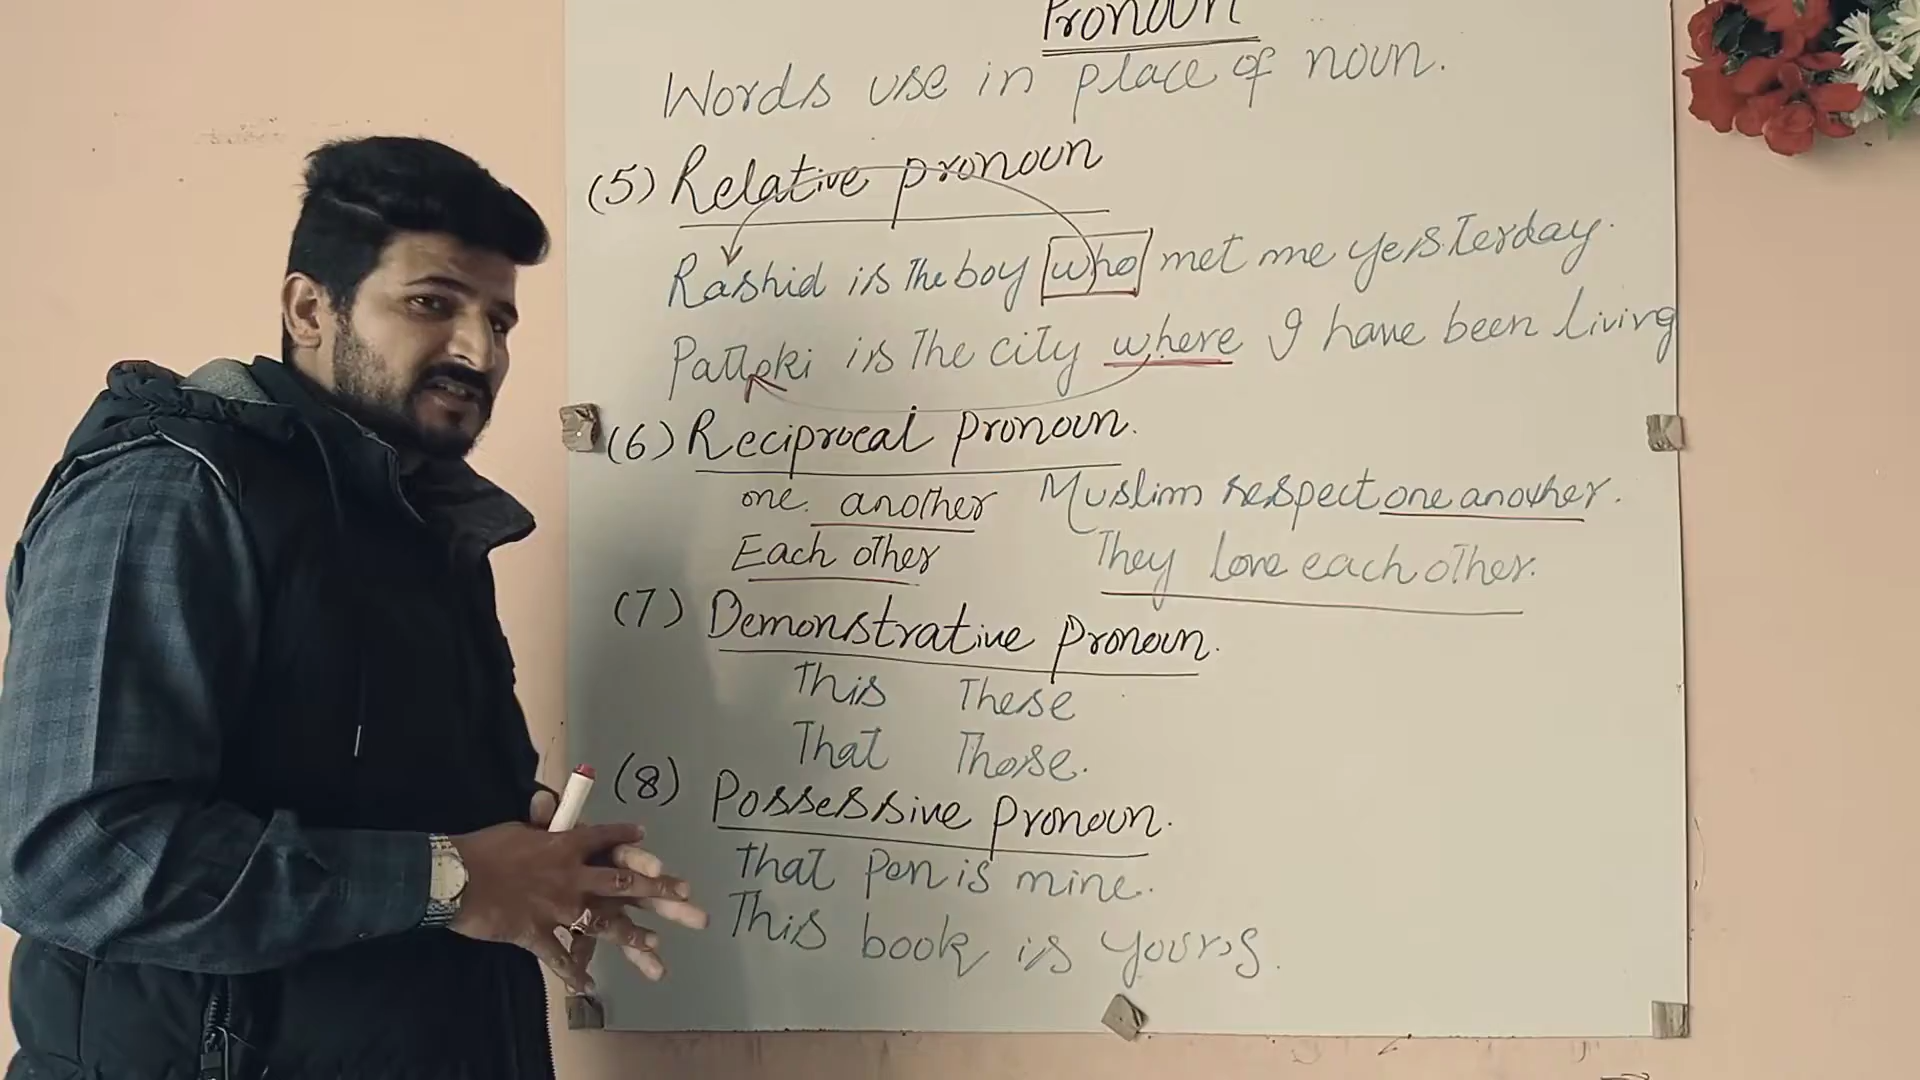 Pronoun
Words use in place of noun.
(5) Relative pronoun
Rashid is the boy who met me yesterday.
Pattoki is the city where I have been living
(6) Reciprocal pronoun.
one another Muslim respect one another.
Each other They love each other.
(7) Demonstrative pronoun.
This These
That Those.
(8) Possessive pronoun.
that pen is mine.
This book is yours.